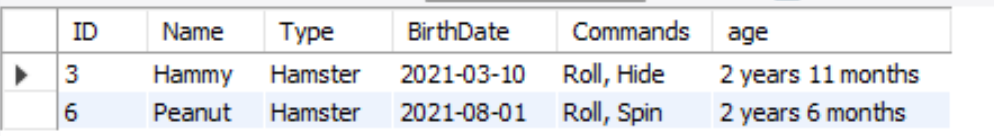 ID Name Type BirthDate Commands age
3 Hammy Hamster 2021-03-10 Roll, Hide 2 years 11 months
6 Peanut Hamster 2021-08-01 Roll, Spin 2 years 6 months